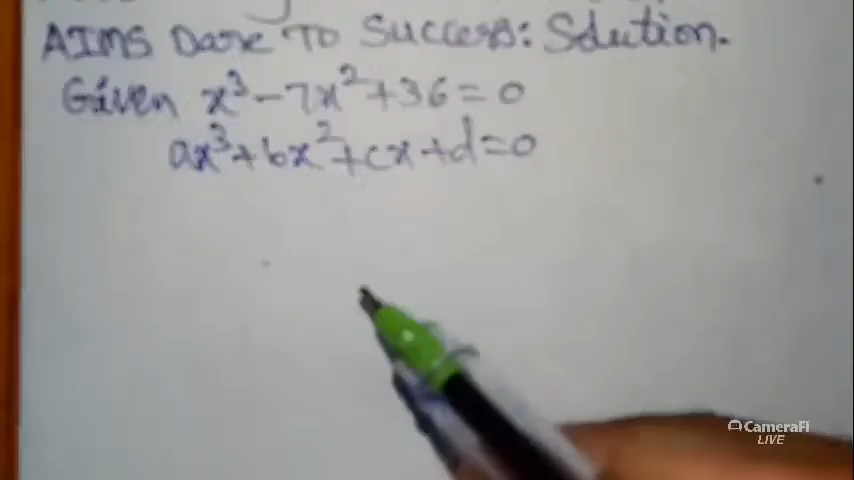 AIMS Dare To Success: Solution.
Given x³-7x²+36=0
ax³+bx²+cx+d=0
CameraFi
LIVE